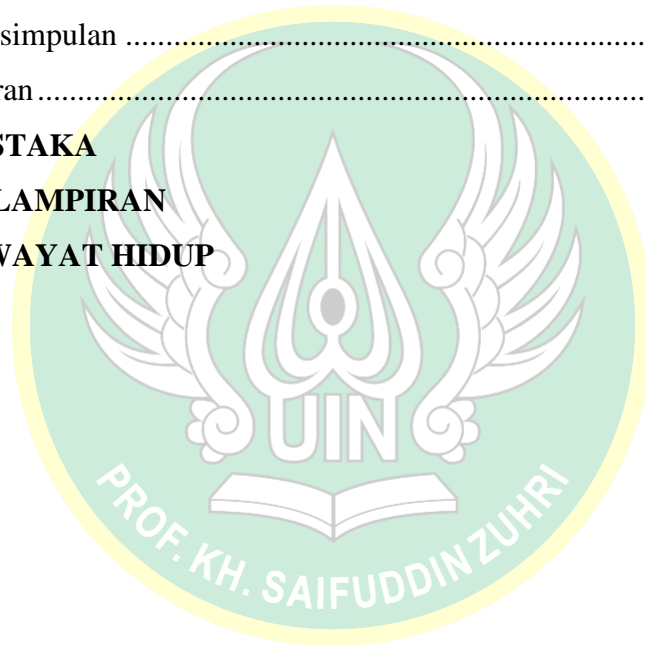 simpulan ............................................................................
ran ............................................................................
STAKA
LAMPIRAN
WAYAT HIDUP
UIN
PROF. KH. SAIFUDDIN ZUHRI